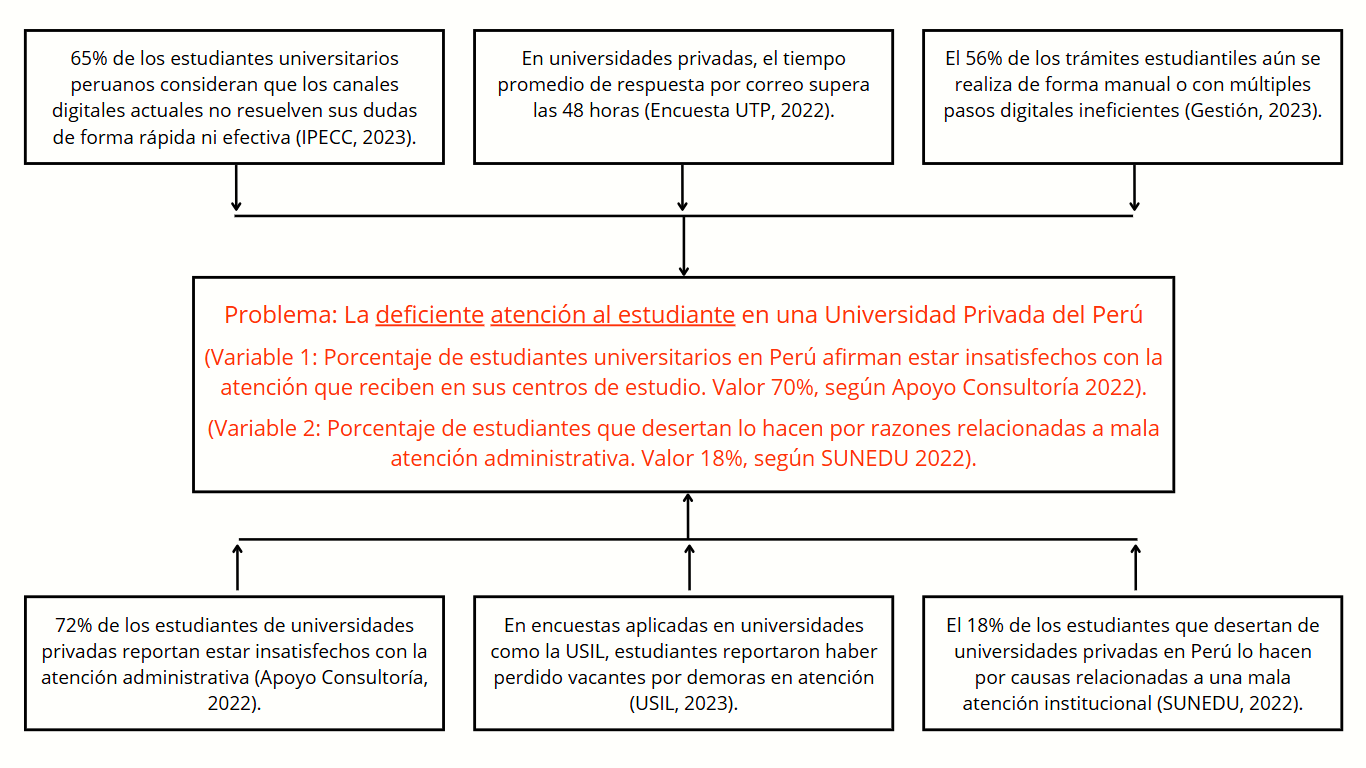 65% de los estudiantes universitarios
peruanos consideran que los canales
digitales actuales no resuelven sus dudas
de forma rápida ni efectiva (IPECC, 2023).
En universidades privadas, el tiempo
promedio de respuesta por correo supera
las 48 horas (Encuesta UTP, 2022).
El 56% de los trámites estudiantiles aún se
realiza de forma manual o con múltiples
pasos digitales ineficientes (Gestión, 2023).
Problema: La deficiente atención al estudiante en una Universidad Privada del Perú
(Variable 1: Porcentaje de estudiantes universitarios en Perú afirman estar insatisfechos con la
atención que reciben en sus centros de estudio. Valor 70%, según Apoyo Consultoría 2022).
(Variable 2: Porcentaje de estudiantes que desertan lo hacen por razones relacionadas a mala
atención administrativa. Valor 18%, según SUNEDU 2022).
72% de los estudiantes de universidades
privadas reportan estar insatisfechos con la
atención administrativa (Apoyo Consultoría,
2022).
En encuestas aplicadas en universidades
como la USIL, estudiantes reportaron haber
perdido vacantes por demoras en atención
(USIL, 2023).
El 18% de los estudiantes que desertan de
universidades privadas en Perú lo hacen
por causas relacionadas a una mala
atención institucional (SUNEDU, 2022).